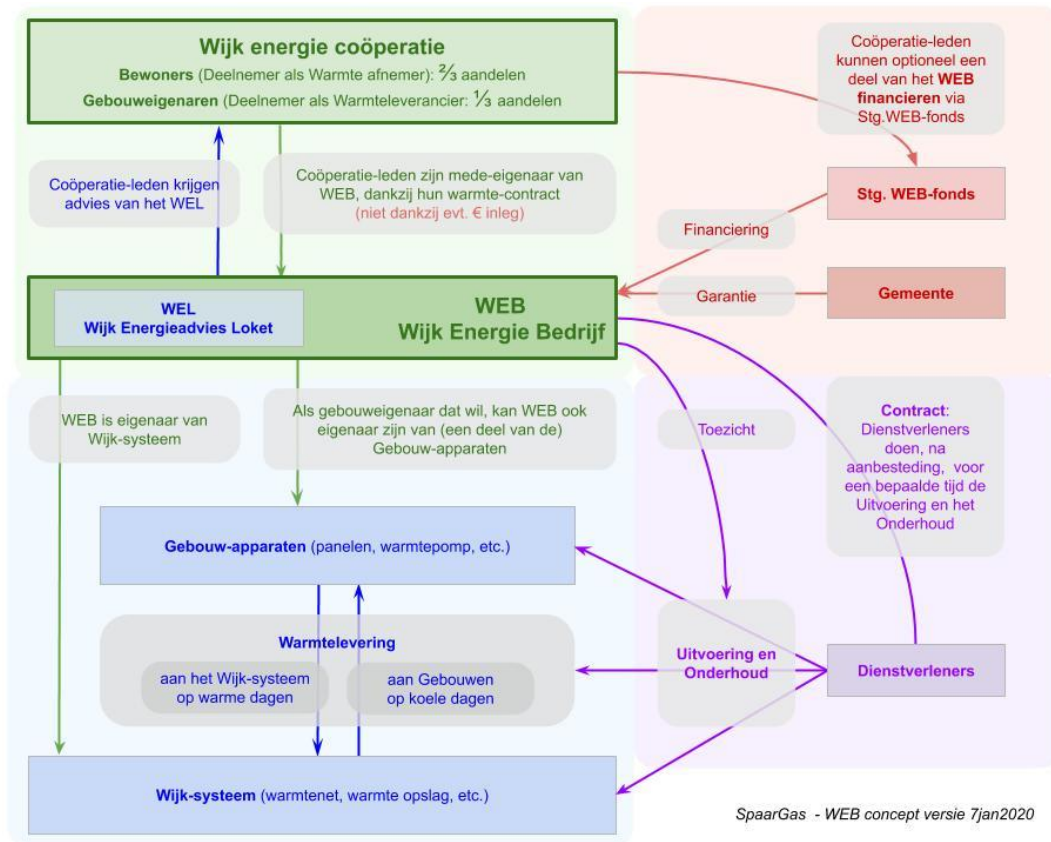 Wijk energie coöperatie
Bewoners (Deelnemer als Warmte afnemer): ⅔ aandelen
Gebouweigenaren (Deelnemer als Warmteleverancier: ⅓ aandelen
Coöperatie-leden
kunnen optioneel een
deel van het WEB
financieren via
Stg.WEB-fonds
Coöperatie-leden krijgen
advies van het WEL
Coöperatie-leden zijn mede-eigenaar van
WEB, dankzij hun warmte-contract
(niet dankzij evt. € inleg)
Stg. WEB-fonds
Financiering
Garantie
Gemeente
WEL
Wijk Energieadvies Loket
WEB
Wijk Energie Bedrijf
WEB is eigenaar van
Wijk-systeem
Als gebouweigenaar dat wil, kan WEB ook
eigenaar zijn van (een deel van de)
Gebouw-apparaten
Toezicht
Contract:
Dienstverleners
doen, na
aanbesteding, voor
een bepaalde tijd de
Uitvoering en het
Onderhoud
Gebouw-apparaten (panelen, warmtepomp, etc.)
Warmtelevering
aan het Wijk-systeem
op warme dagen
aan Gebouwen
op koele dagen
Uitvoering en
Onderhoud
Dienstverleners
Wijk-systeem (warmtenet, warmte opslag, etc.)
SpaarGas - WEB concept versie 7jan2020